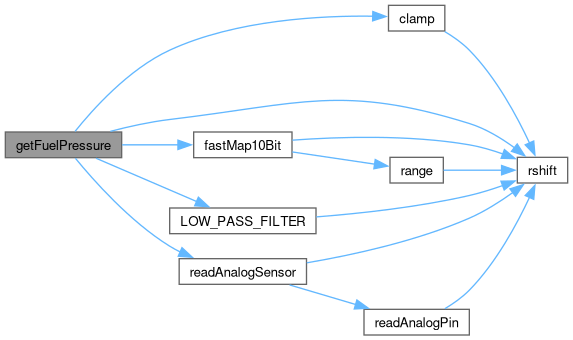 clamp
getFuelPressure
fastMap10Bit
range
rshift
LOW_PASS_FILTER
readAnalogSensor
readAnalogPin